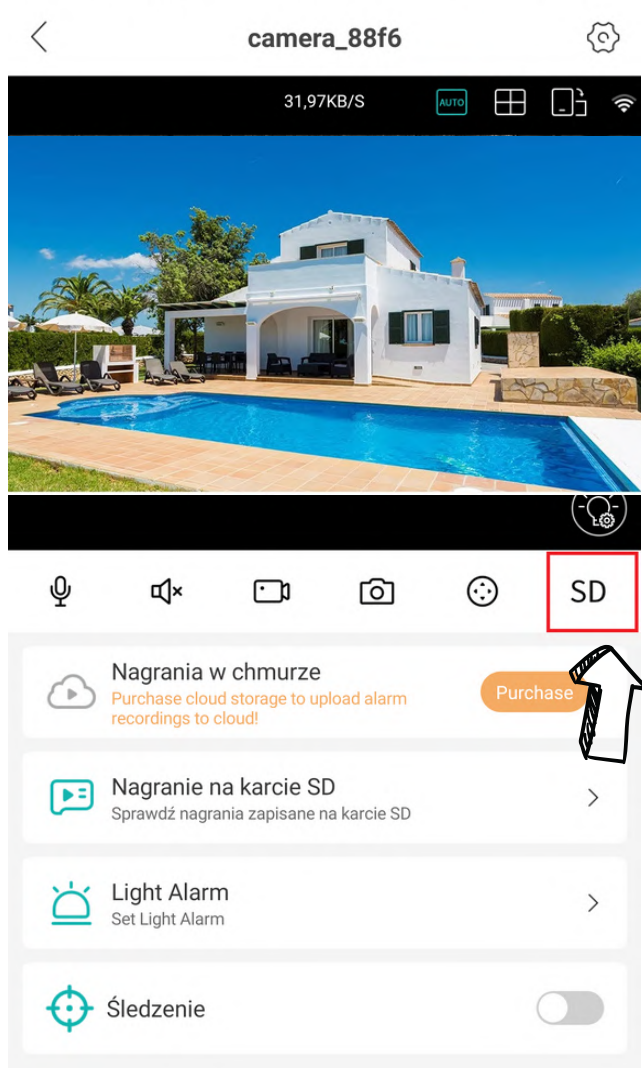 camera_88f6
31,97KB/S
AUTO
SD
Nagrania w chmurze
Purchase cloud storage to upload alarm
recordings to cloud!
Purchase
Nagranie na karcie SD
Sprawdź nagrania zapisane na karcie SD
Light Alarm
Set Light Alarm
Śledzenie